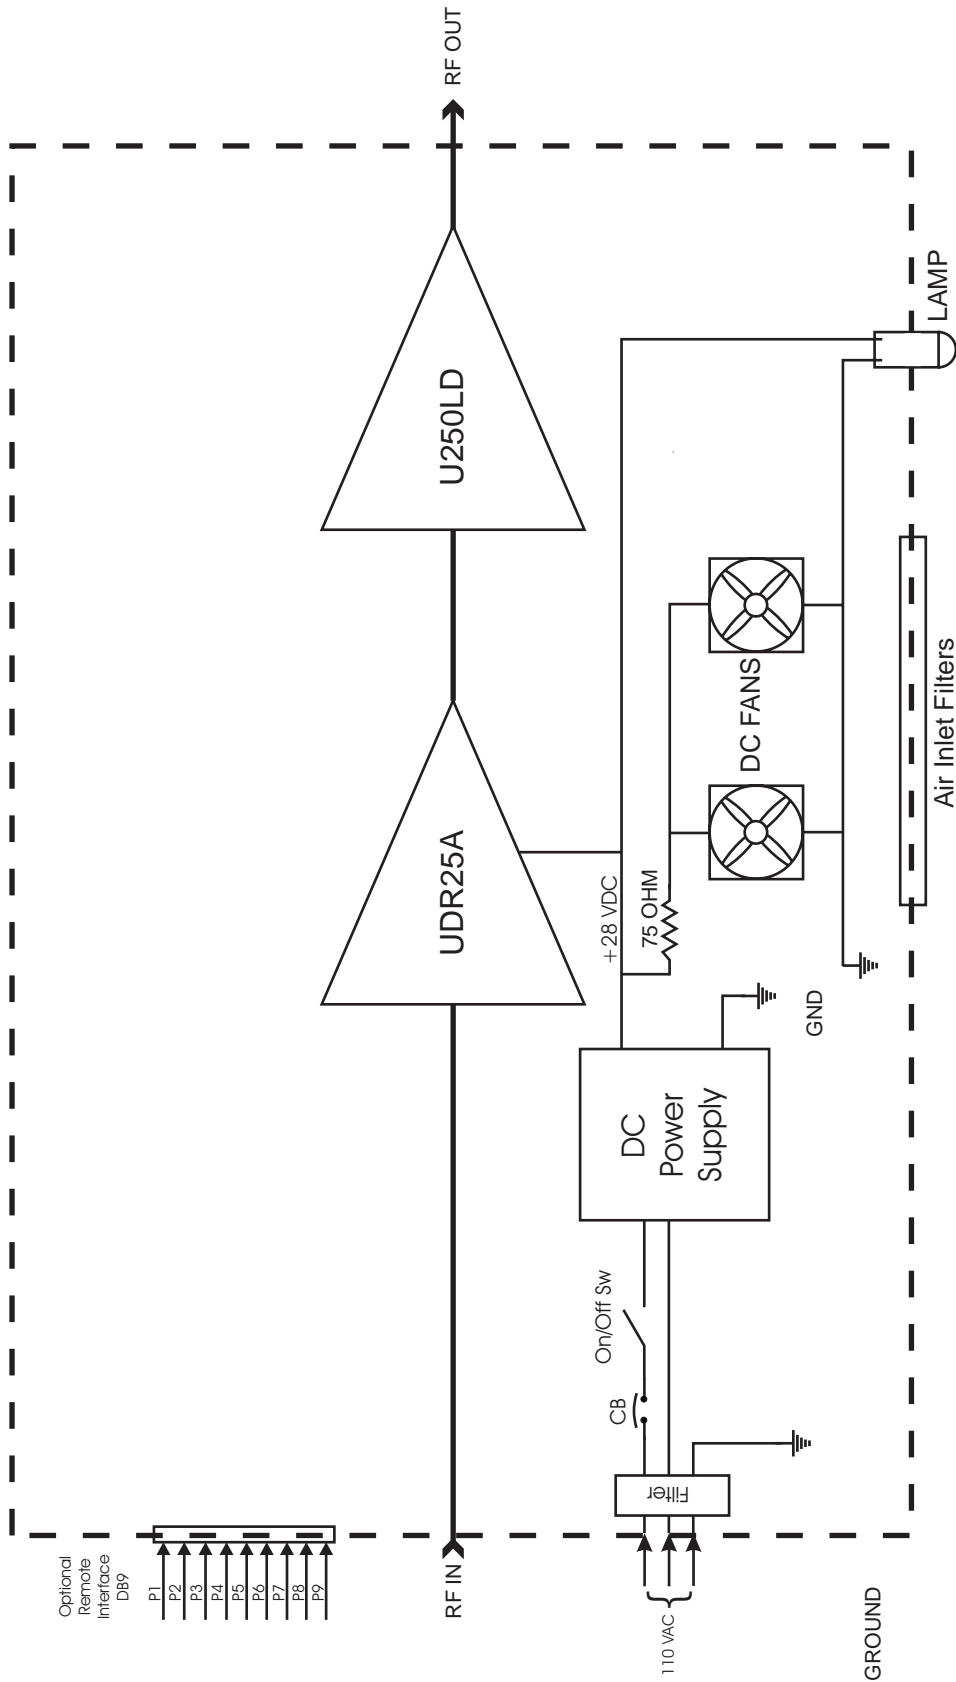 Optional
Remote
Interface
DB9
P1
P2
P3
P4
P5
P6
P7
P8
P9
RF IN
UDR25A
U250LD
RF OUT
110 VAC
Filter
CB
On/Off Sw
DC
Power
Supply
+28 VDC
75 OHM
DC FANS
GND
LAMP
Air Inlet Filters
GROUND